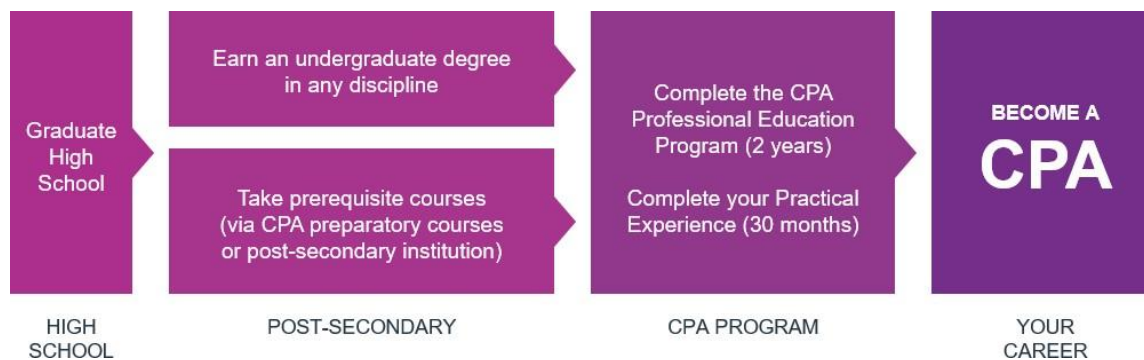 Graduate
High
School
Earn an undergraduate degree
in any discipline
Take prerequisite courses
(via CPA preparatory courses
or post-secondary institution)
Complete the CPA
Professional Education
Program (2 years)
Complete your Practical
Experience (30 months)
BECOME A
CPA
HIGH
SCHOOL
POST-SECONDARY
CPA PROGRAM
YOUR
CAREER